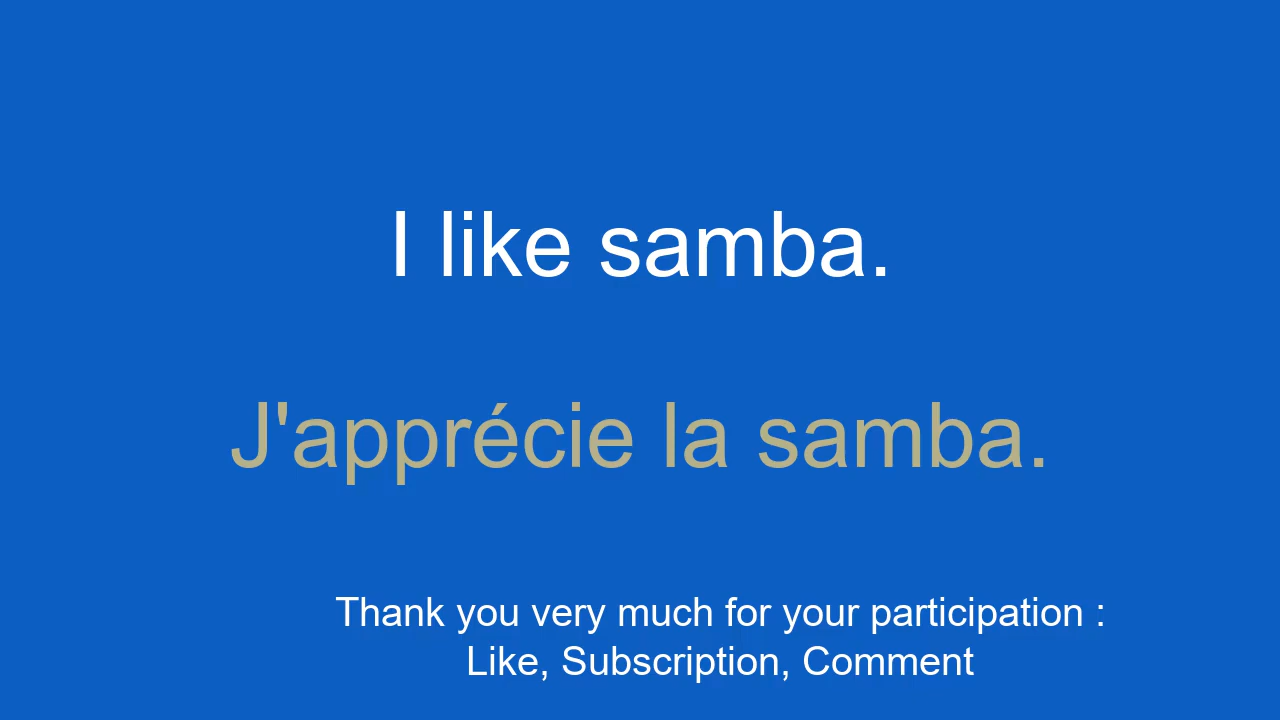 I like samba.
J'apprécie la samba.
Thank you very much for your participation :
Like, Subscription, Comment